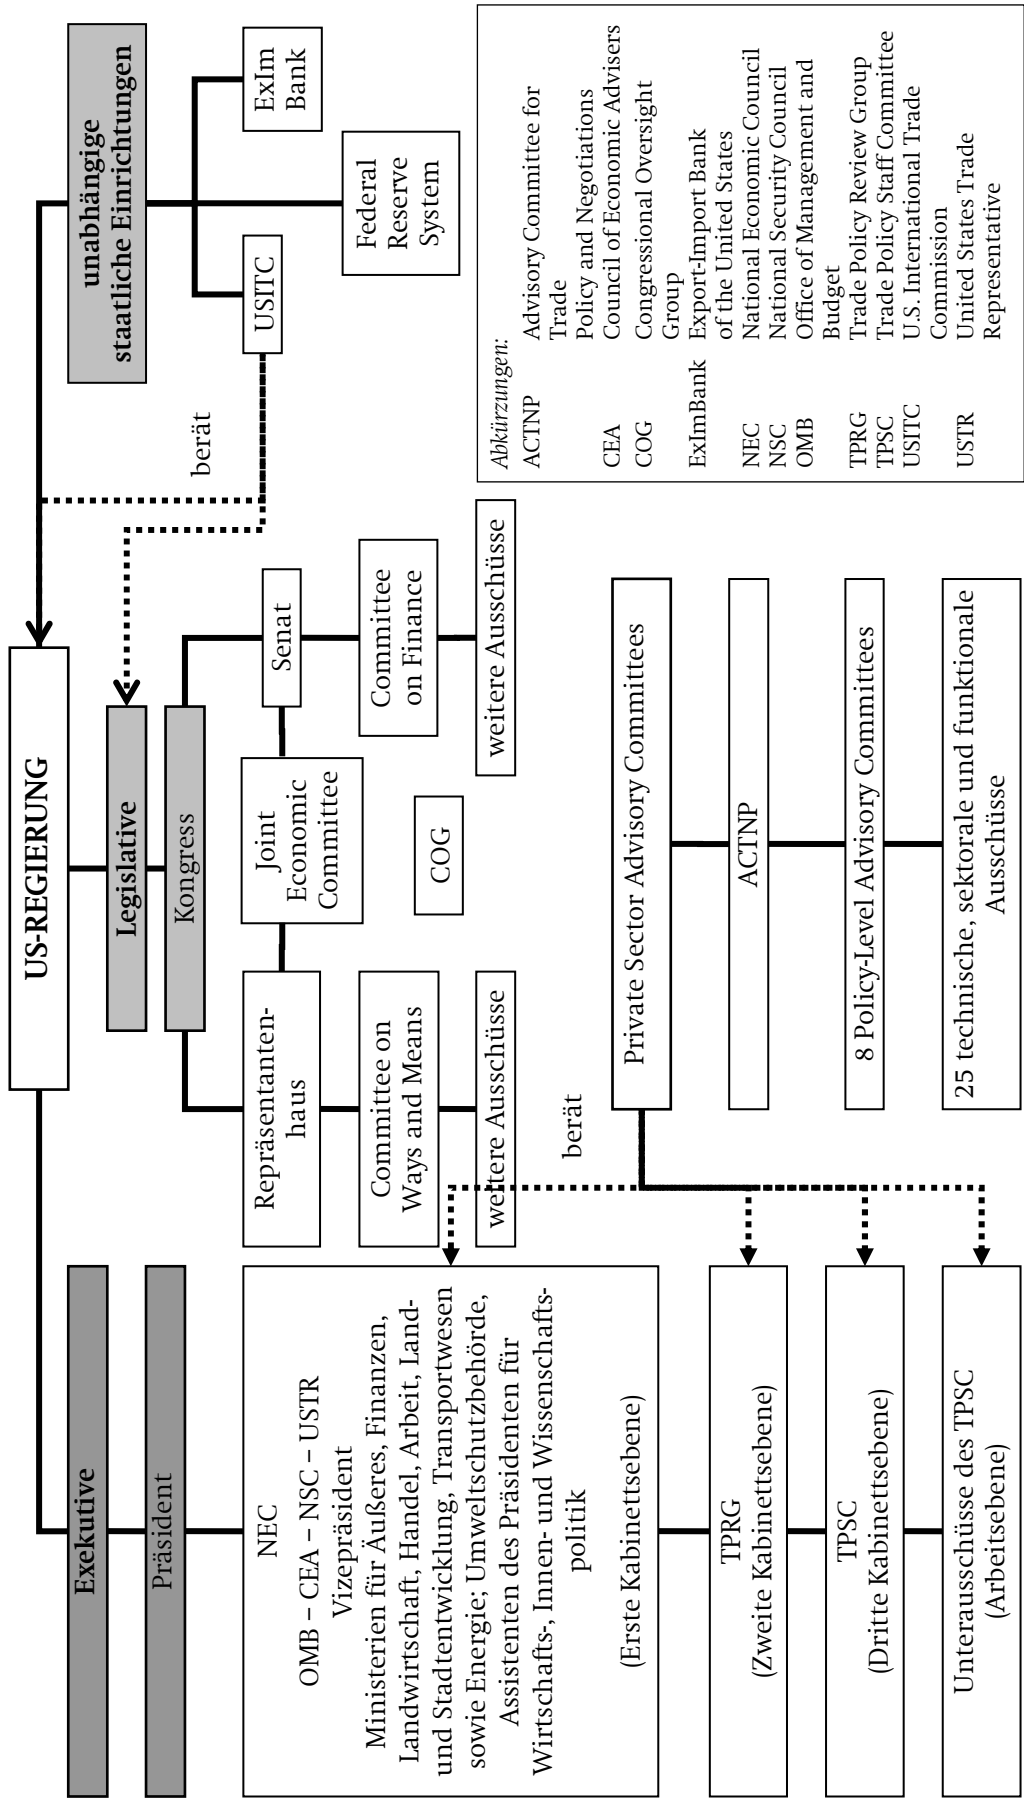 US-REGIERUNG
Exekutive
Präsident
NEC
OMB – CEA – NSC – USTR
Vizepräsident
Ministerien für Äußeres, Finanzen,
Landwirtschaft, Handel, Arbeit, Land-
und Stadtentwicklung, Transportwesen
sowie Energie; Umweltschutzbehörde,
Assistenten des Präsidenten für
Wirtschafts-, Innen- und Wissenschafts-
politik
(Erste Kabinettsebene)
TPRG
(Zweite Kabinettsebene)
TPSC
(Dritte Kabinettsebene)
Unterausschüsse des TPSC
(Arbeitsebene)
Legislative
Kongress
Repräsentanten-
haus
Committee on
Ways and Means
weitere Ausschüsse
Joint
Economic
Committee
COG
Senat
Committee
on Finance
weitere Ausschüsse
berät
Private Sector Advisory Committees
ACTNP
8 Policy-Level Advisory Committees
25 technische, sektorale und funktionale
Ausschüsse
unabhängige
staatliche Einrichtungen
berät
USITC
Federal
Reserve
System
ExIm
Bank
Abkürzungen:
ACTNP Advisory Committee for
Trade
Policy and Negotiations
CEA Council of Economic Advisers
COG Congressional Oversight
Group
ExImBank Export-Import Bank
of the United States
NEC National Economic Council
NSC National Security Council
OMB Office of Management and
Budget
TPRG Trade Policy Review Group
TPSC Trade Policy Staff Committee
USITC U.S. International Trade
Commission
USTR United States Trade
Representative